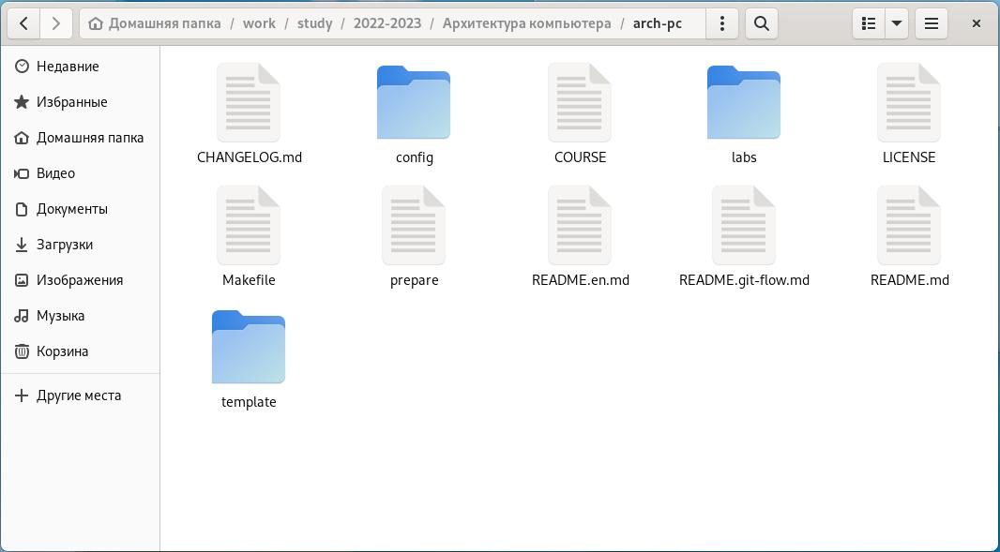 Домашняя папка / work / study / 2022-2023 / Архитектура компьютера / arch-pc
Недавние
Избранные
Домашняя папка
Видео
Документы
Загрузки
Изображения
Музыка
Корзина
Другие места
CHANGELOG.md config COURSE labs LICENSE
Makefile prepare README.en.md README.git-flow.md README.md
template